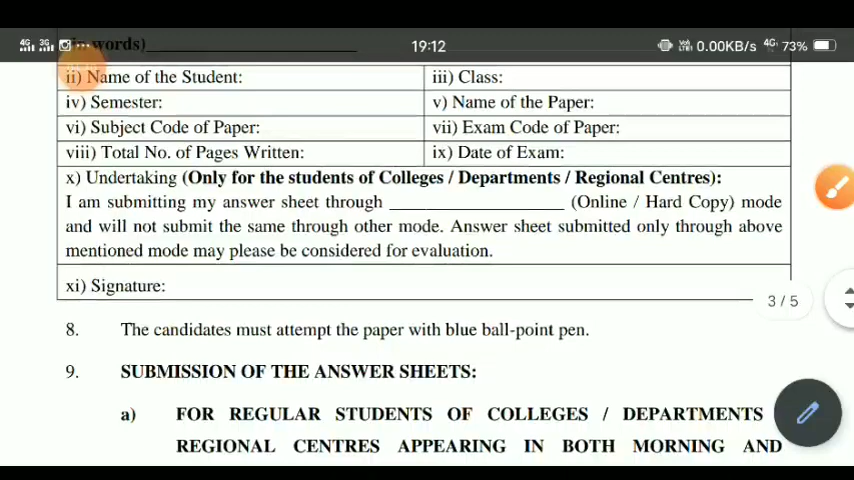 4G 3G ... 19:12 0.00KB/s 4G 73%
in words)
ii) Name of the Student: iii) Class:
iv) Semester: v) Name of the Paper:
vi) Subject Code of Paper: vii) Exam Code of Paper:
viii) Total No. of Pages Written: ix) Date of Exam:
x) Undertaking (Only for the students of Colleges / Departments / Regional Centres):
I am submitting my answer sheet through ____________________ (Online / Hard Copy) mode
and will not submit the same through other mode. Answer sheet submitted only through above
mentioned mode may please be considered for evaluation.
xi) Signature:
3 / 5
8. The candidates must attempt the paper with blue ball-point pen.
9. SUBMISSION OF THE ANSWER SHEETS:
a) FOR REGULAR STUDENTS OF COLLEGES / DEPARTMENTS
REGIONAL CENTRES APPEARING IN BOTH MORNING AND